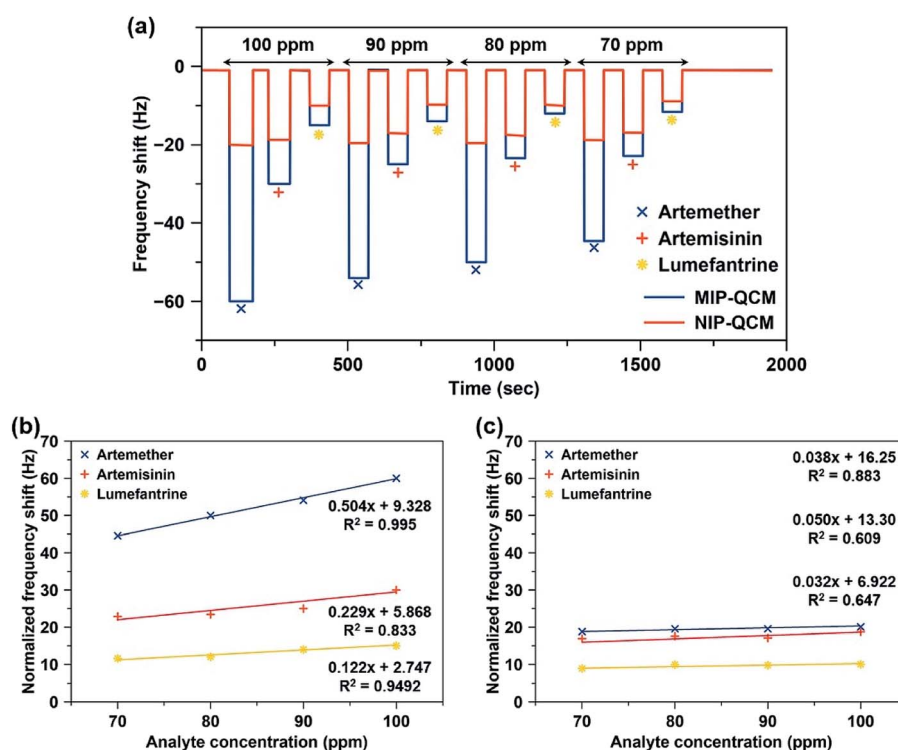 (a)
100 ppm 90 ppm 80 ppm 70 ppm
0
−20
−40
−60
Frequency shift (Hz)
Artemether
Artemisinin
Lumefantrine
MIP-QCM
NIP-QCM
0 500 1000 1500 2000
Time (sec)
(b)
70
60
50
40
30
20
10
0
Normalized frequency shift (Hz)
Artemether
Artemisinin
Lumefantrine
0.504x + 9.328
R² = 0.995
0.229x + 5.868
R² = 0.833
0.122x + 2.747
R² = 0.9492
70 80 90 100
Analyte concentration (ppm)
(c)
70
60
50
40
30
20
10
0
Normalized frequency shift (Hz)
Artemether
Artemisinin
Lumefantrine
0.038x + 16.25
R² = 0.883
0.050x + 13.30
R² = 0.609
0.032x + 6.922
R² = 0.647
70 80 90 100
Analyte concentration (ppm)